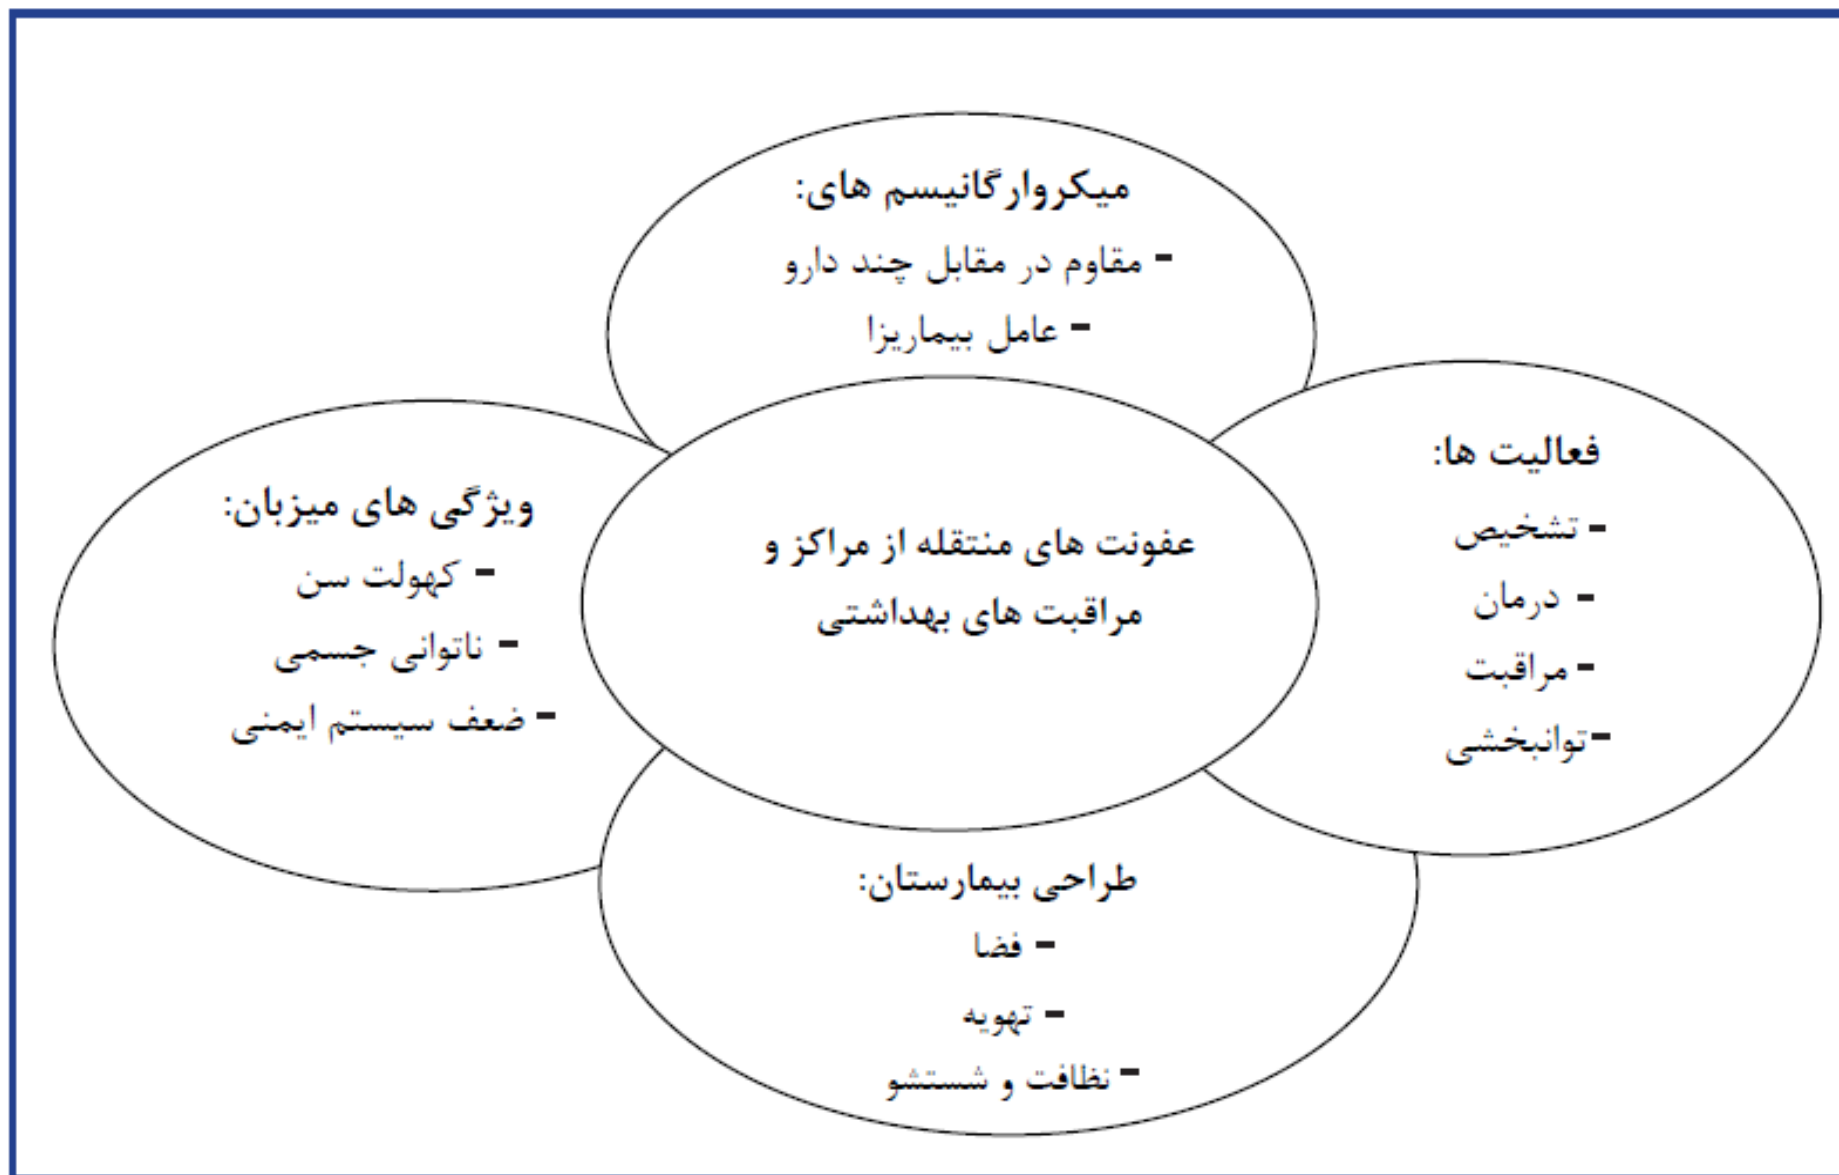 میکروارگانیسم های:
- مقاوم در مقابل چند دارو
- عامل بیماریزا
فعالیت ها:
- تشخیص
- درمان
- مراقبت
- توانبخشی
عفونت های منتقله از مراکز و
مراقبت های بهداشتی
ویژگی های میزبان:
- کهولت سن
- ناتوانی جسمی
- ضعف سیستم ایمنی
طراحی بیمارستان:
- فضا
- تهویه
- نظافت و شستشو